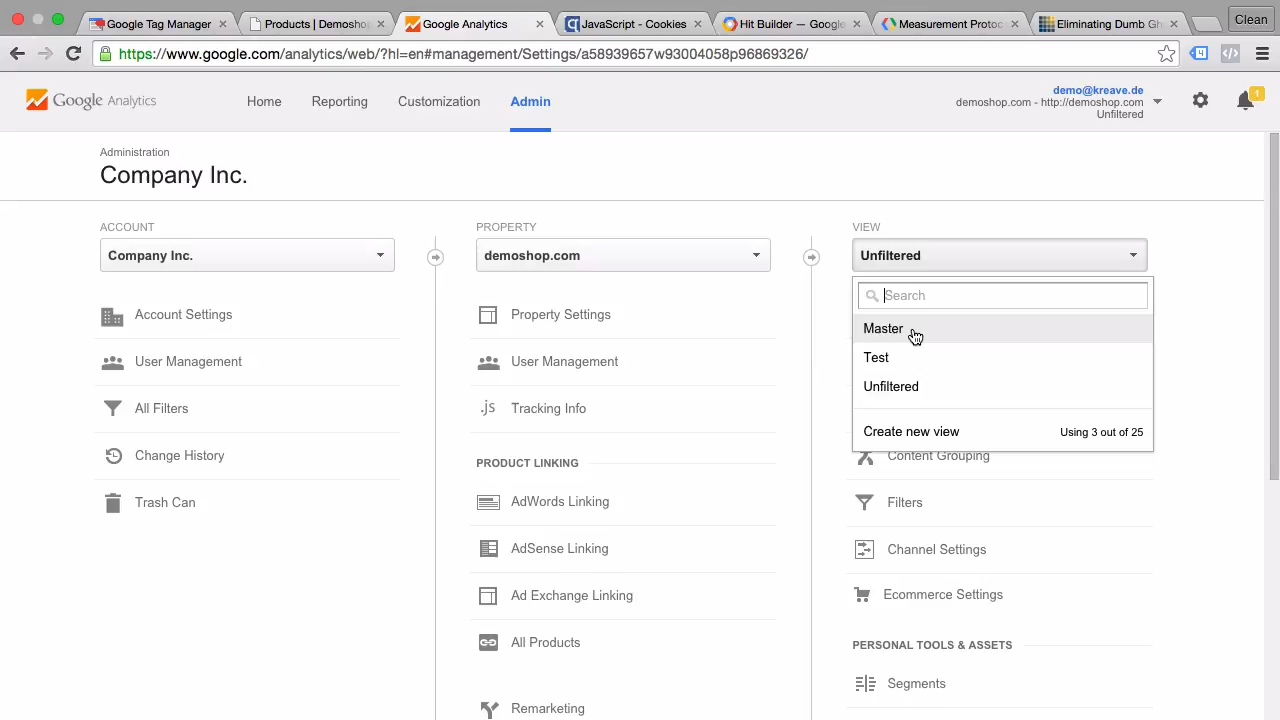 Google Tag Manager
Products | Demoshop
Google Analytics
JavaScript - Cookies
Hit Builder — Google
Measurement Protoc
Eliminating Dumb Gh
Clean
https://www.google.com/analytics/web/?hl=en#management/Settings/a58939657w93004058p96869326/
4
Google Analytics
Home
Reporting
Customization
Admin
demo@kreave.de
demoshop.com - http://demoshop.com
Unfiltered
1
Administration
Company Inc.
ACCOUNT
Company Inc.
Account Settings
User Management
All Filters
Change History
Trash Can
PROPERTY
demoshop.com
Property Settings
User Management
.js
Tracking Info
PRODUCT LINKING
AdWords Linking
AdSense Linking
Ad Exchange Linking
All Products
Remarketing
VIEW
Unfiltered
Search
Master
Test
Unfiltered
Create new view
Using 3 out of 25
Content Grouping
Filters
Channel Settings
Ecommerce Settings
PERSONAL TOOLS & ASSETS
Segments